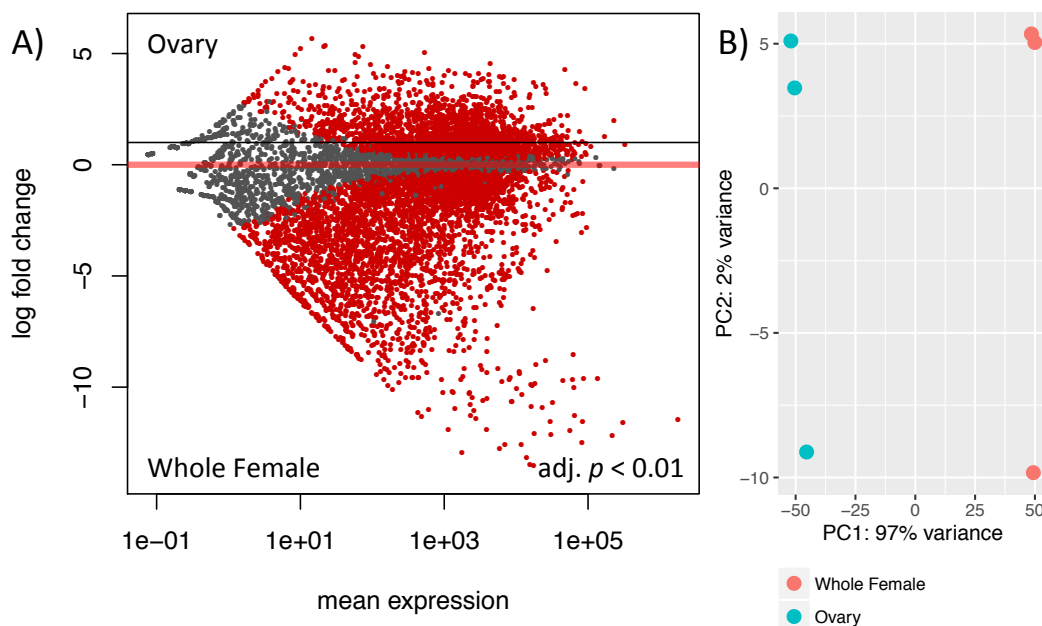 A)
Ovary
5
0
−5
−10
log fold change
Whole Female
adj. p < 0.01
1e−01
1e+01
1e+03
1e+05
mean expression
B)
5
0
−5
−10
PC2: 2% variance
−50
−25
0
25
50
PC1: 97% variance
Whole Female
Ovary